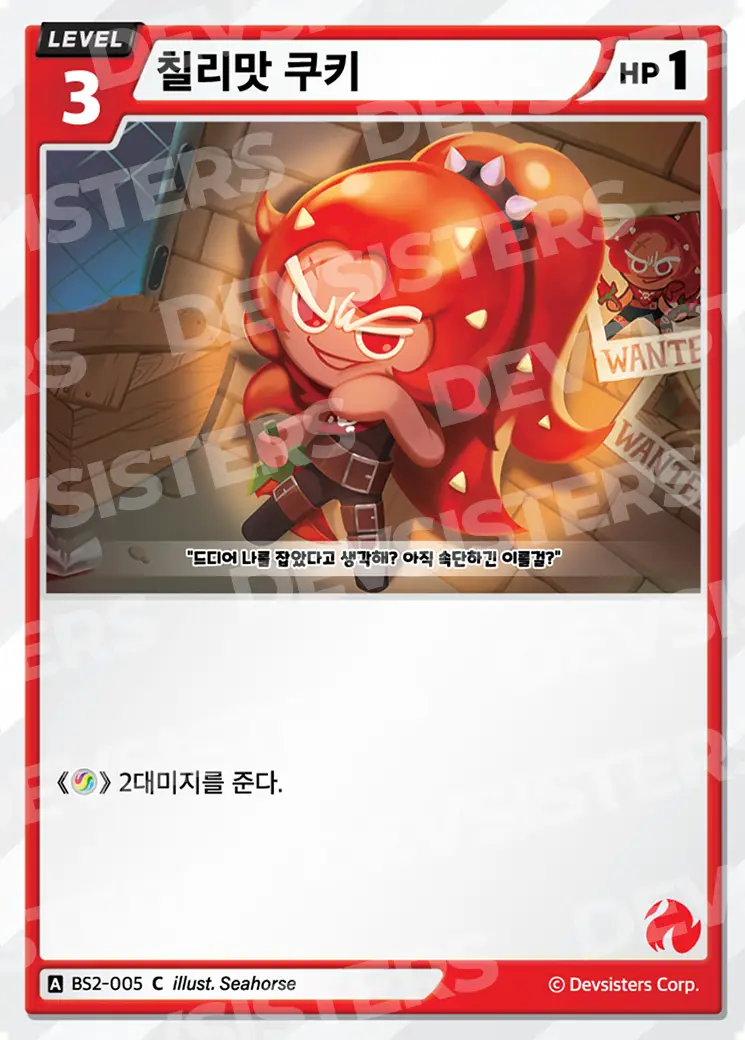 LEVEL
3
칠리맛 쿠키
HP 1
WANTE
WANTE
"드디어 나를 잡았다고 생각해? 아직 속단하긴 이를걸?"
《》 2대미지를 준다.
A BS2-005 C illust. Seahorse
© Devsisters Corp.
DEVSISTERS